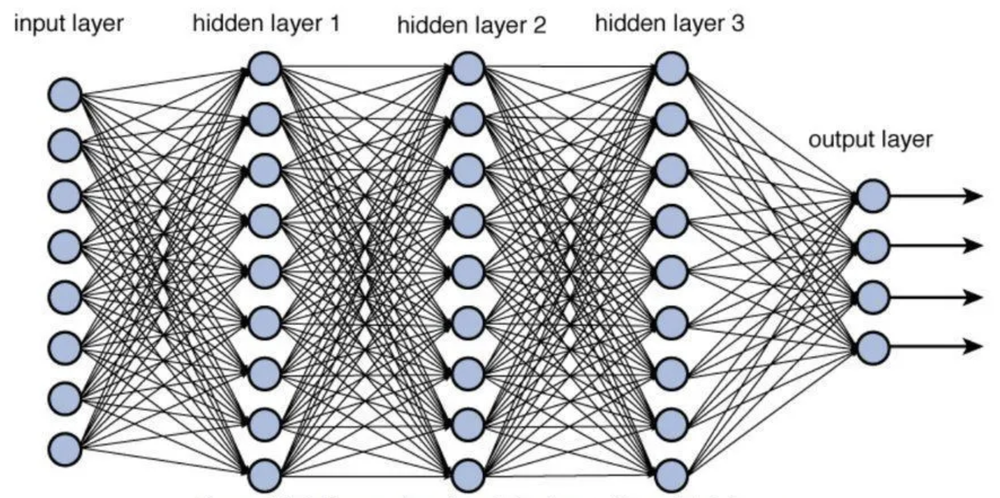 input layer
hidden layer 1
hidden layer 2
hidden layer 3
output layer